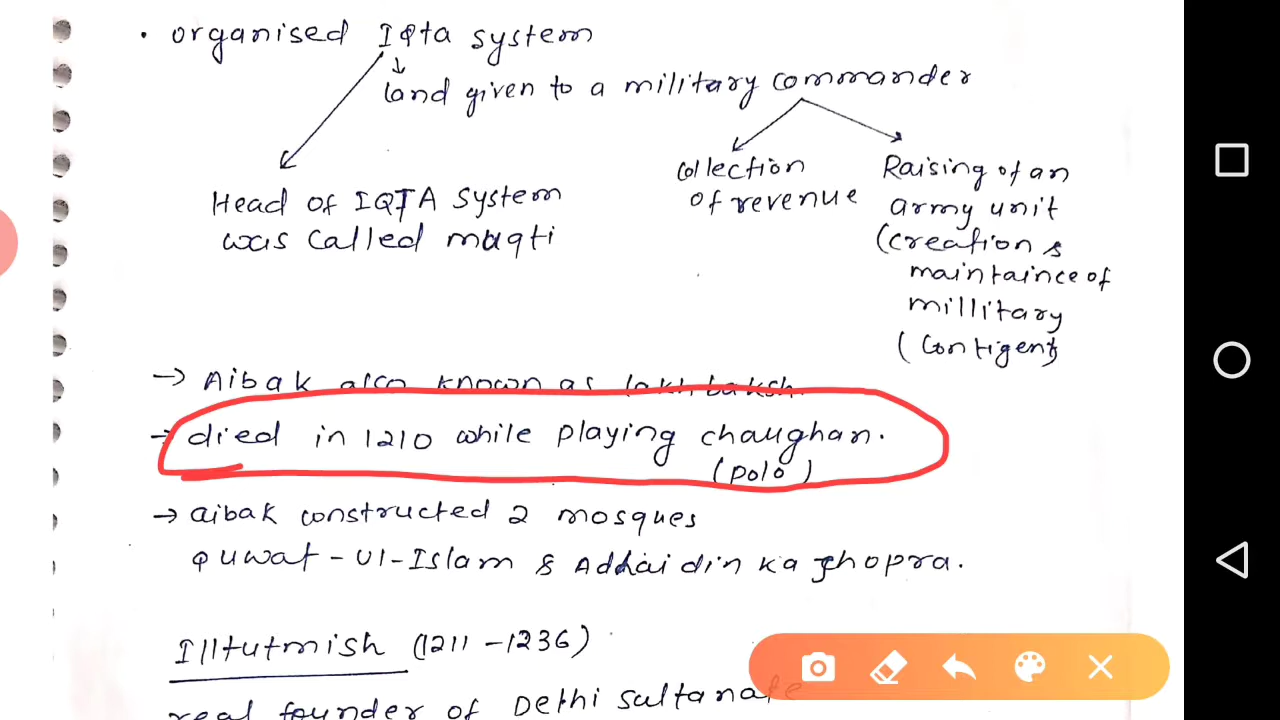 • organised IQta system
land given to a military commander
collection of revenue
Raising of an army unit
(creation & maintaince of millitary (contigent)
Head of IQTA system
was called muqti
→ Aibak also known as lakh baksh.
→ died in 1210 while playing chaughan.
(polo)
→ aibak constructed 2 mosques
Quwat-Ul-Islam & Adhai din ka jhopra.
Illtutmish (1211-1236)
real founder of Delhi sultanate